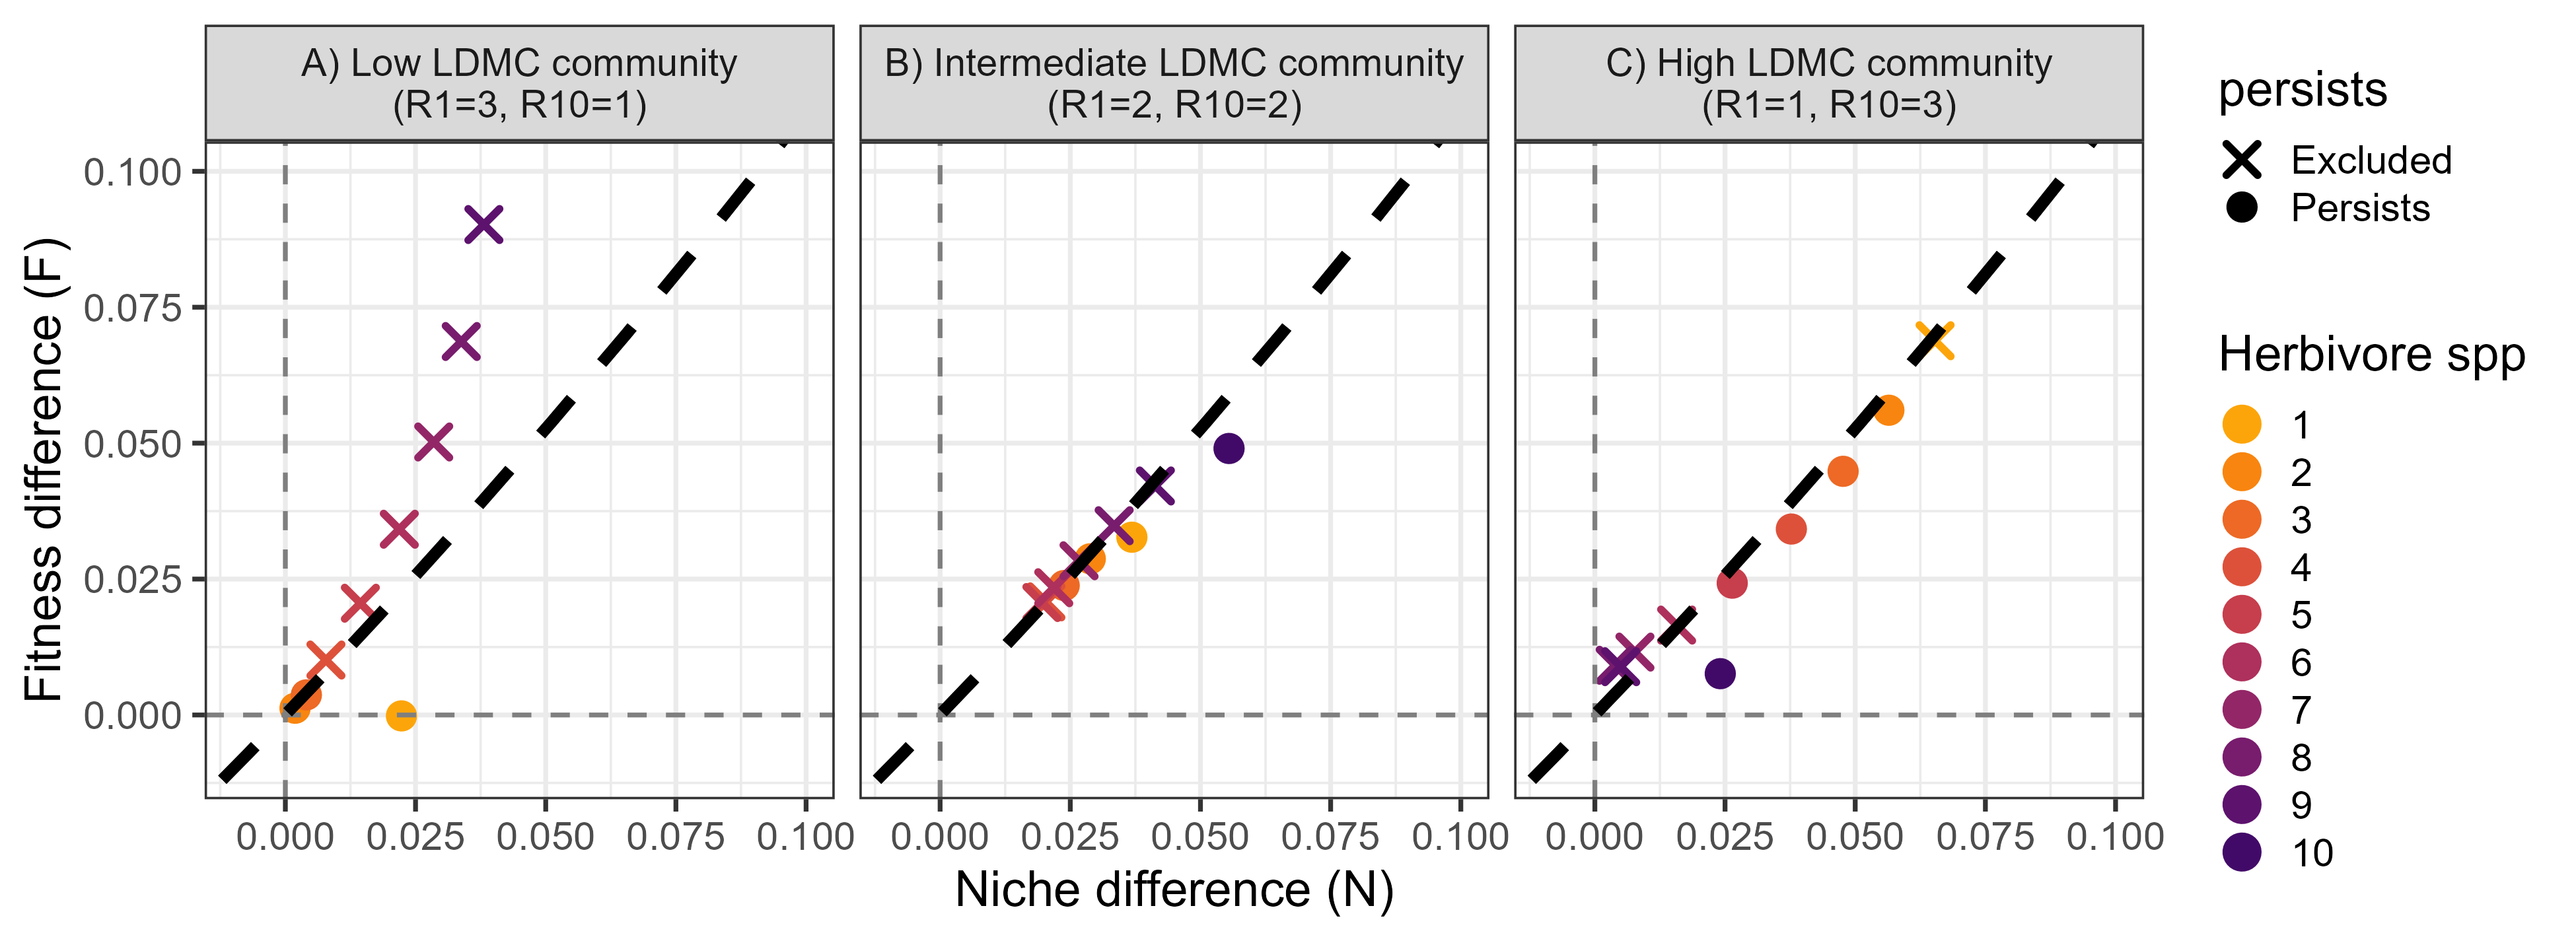 A) Low LDMC community
(R1=3, R10=1)
B) Intermediate LDMC community
(R1=2, R10=2)
C) High LDMC community
(R1=1, R10=3)
Fitness difference (F)
0.100
0.075
0.050
0.025
0.000
0.000 0.025 0.050 0.075 0.100
0.000 0.025 0.050 0.075 0.100
0.000 0.025 0.050 0.075 0.100
Niche difference (N)
persists
Excluded
Persists
Herbivore spp
1
2
3
4
5
6
7
8
9
10